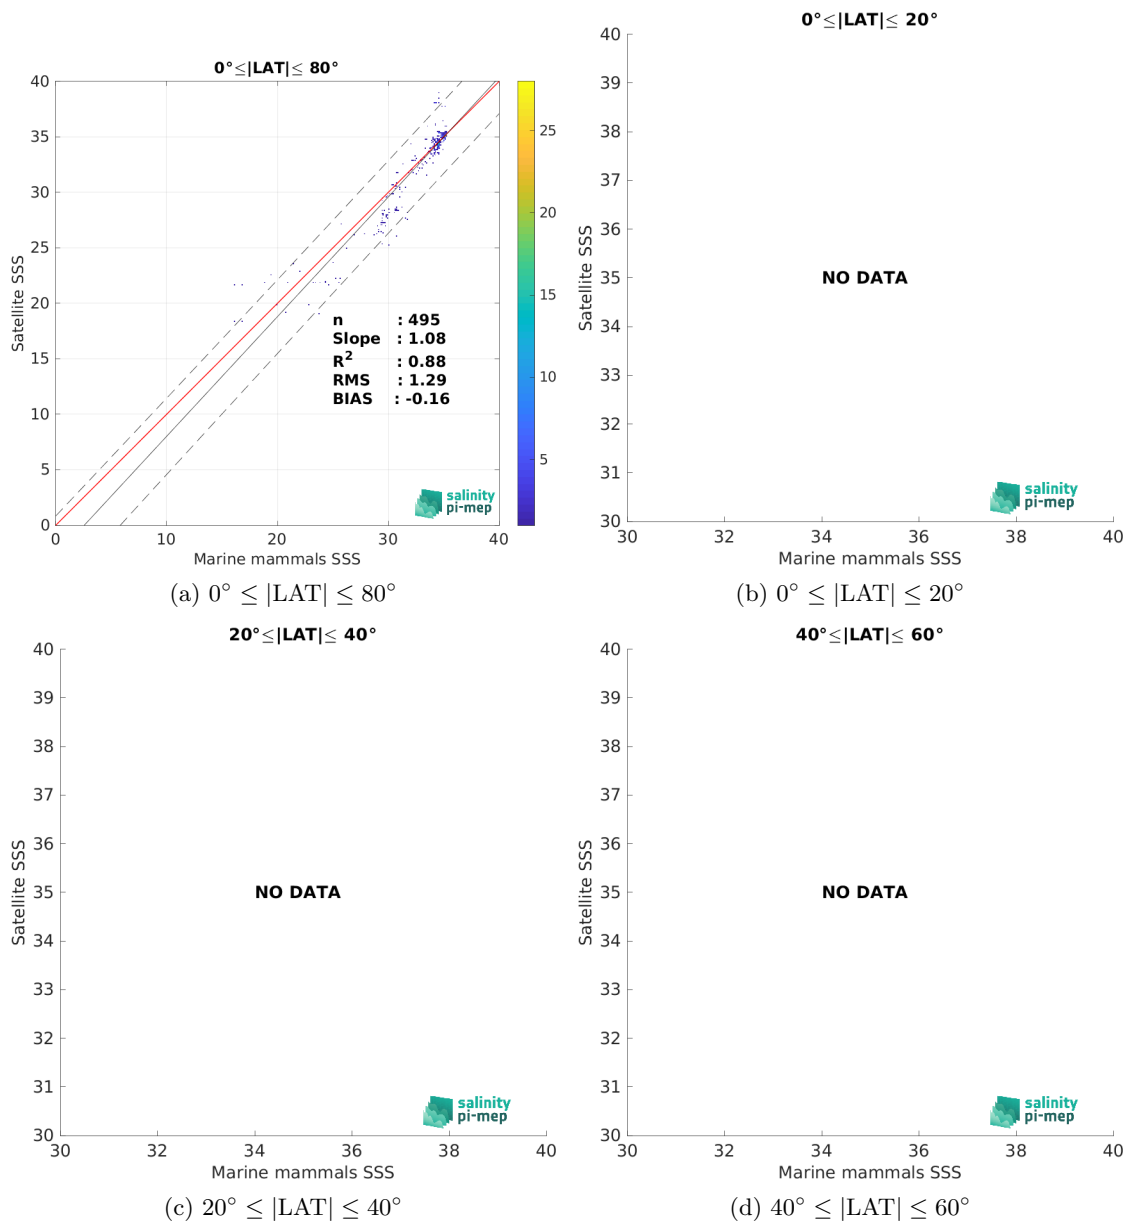 0°≤|LAT|≤ 80°
40
35
30
25
20
15
10
5
0
0
10
20
30
40
Satellite SSS
Marine mammals SSS
n : 495
Slope : 1.08
R² : 0.88
RMS : 1.29
BIAS : -0.16
salinity
pi-mep
25
20
15
10
5
(a) 0° ≤ |LAT| ≤ 80°
0°≤|LAT|≤ 20°
40
39
38
37
36
35
34
33
32
31
30
30
32
34
36
38
40
Satellite SSS
Marine mammals SSS
NO DATA
salinity
pi-mep
(b) 0° ≤ |LAT| ≤ 20°
20°≤|LAT|≤ 40°
40
39
38
37
36
35
34
33
32
31
30
30
32
34
36
38
40
Satellite SSS
Marine mammals SSS
NO DATA
salinity
pi-mep
(c) 20° ≤ |LAT| ≤ 40°
40°≤|LAT|≤ 60°
40
39
38
37
36
35
34
33
32
31
30
30
32
34
36
38
40
Satellite SSS
Marine mammals SSS
NO DATA
salinity
pi-mep
(d) 40° ≤ |LAT| ≤ 60°